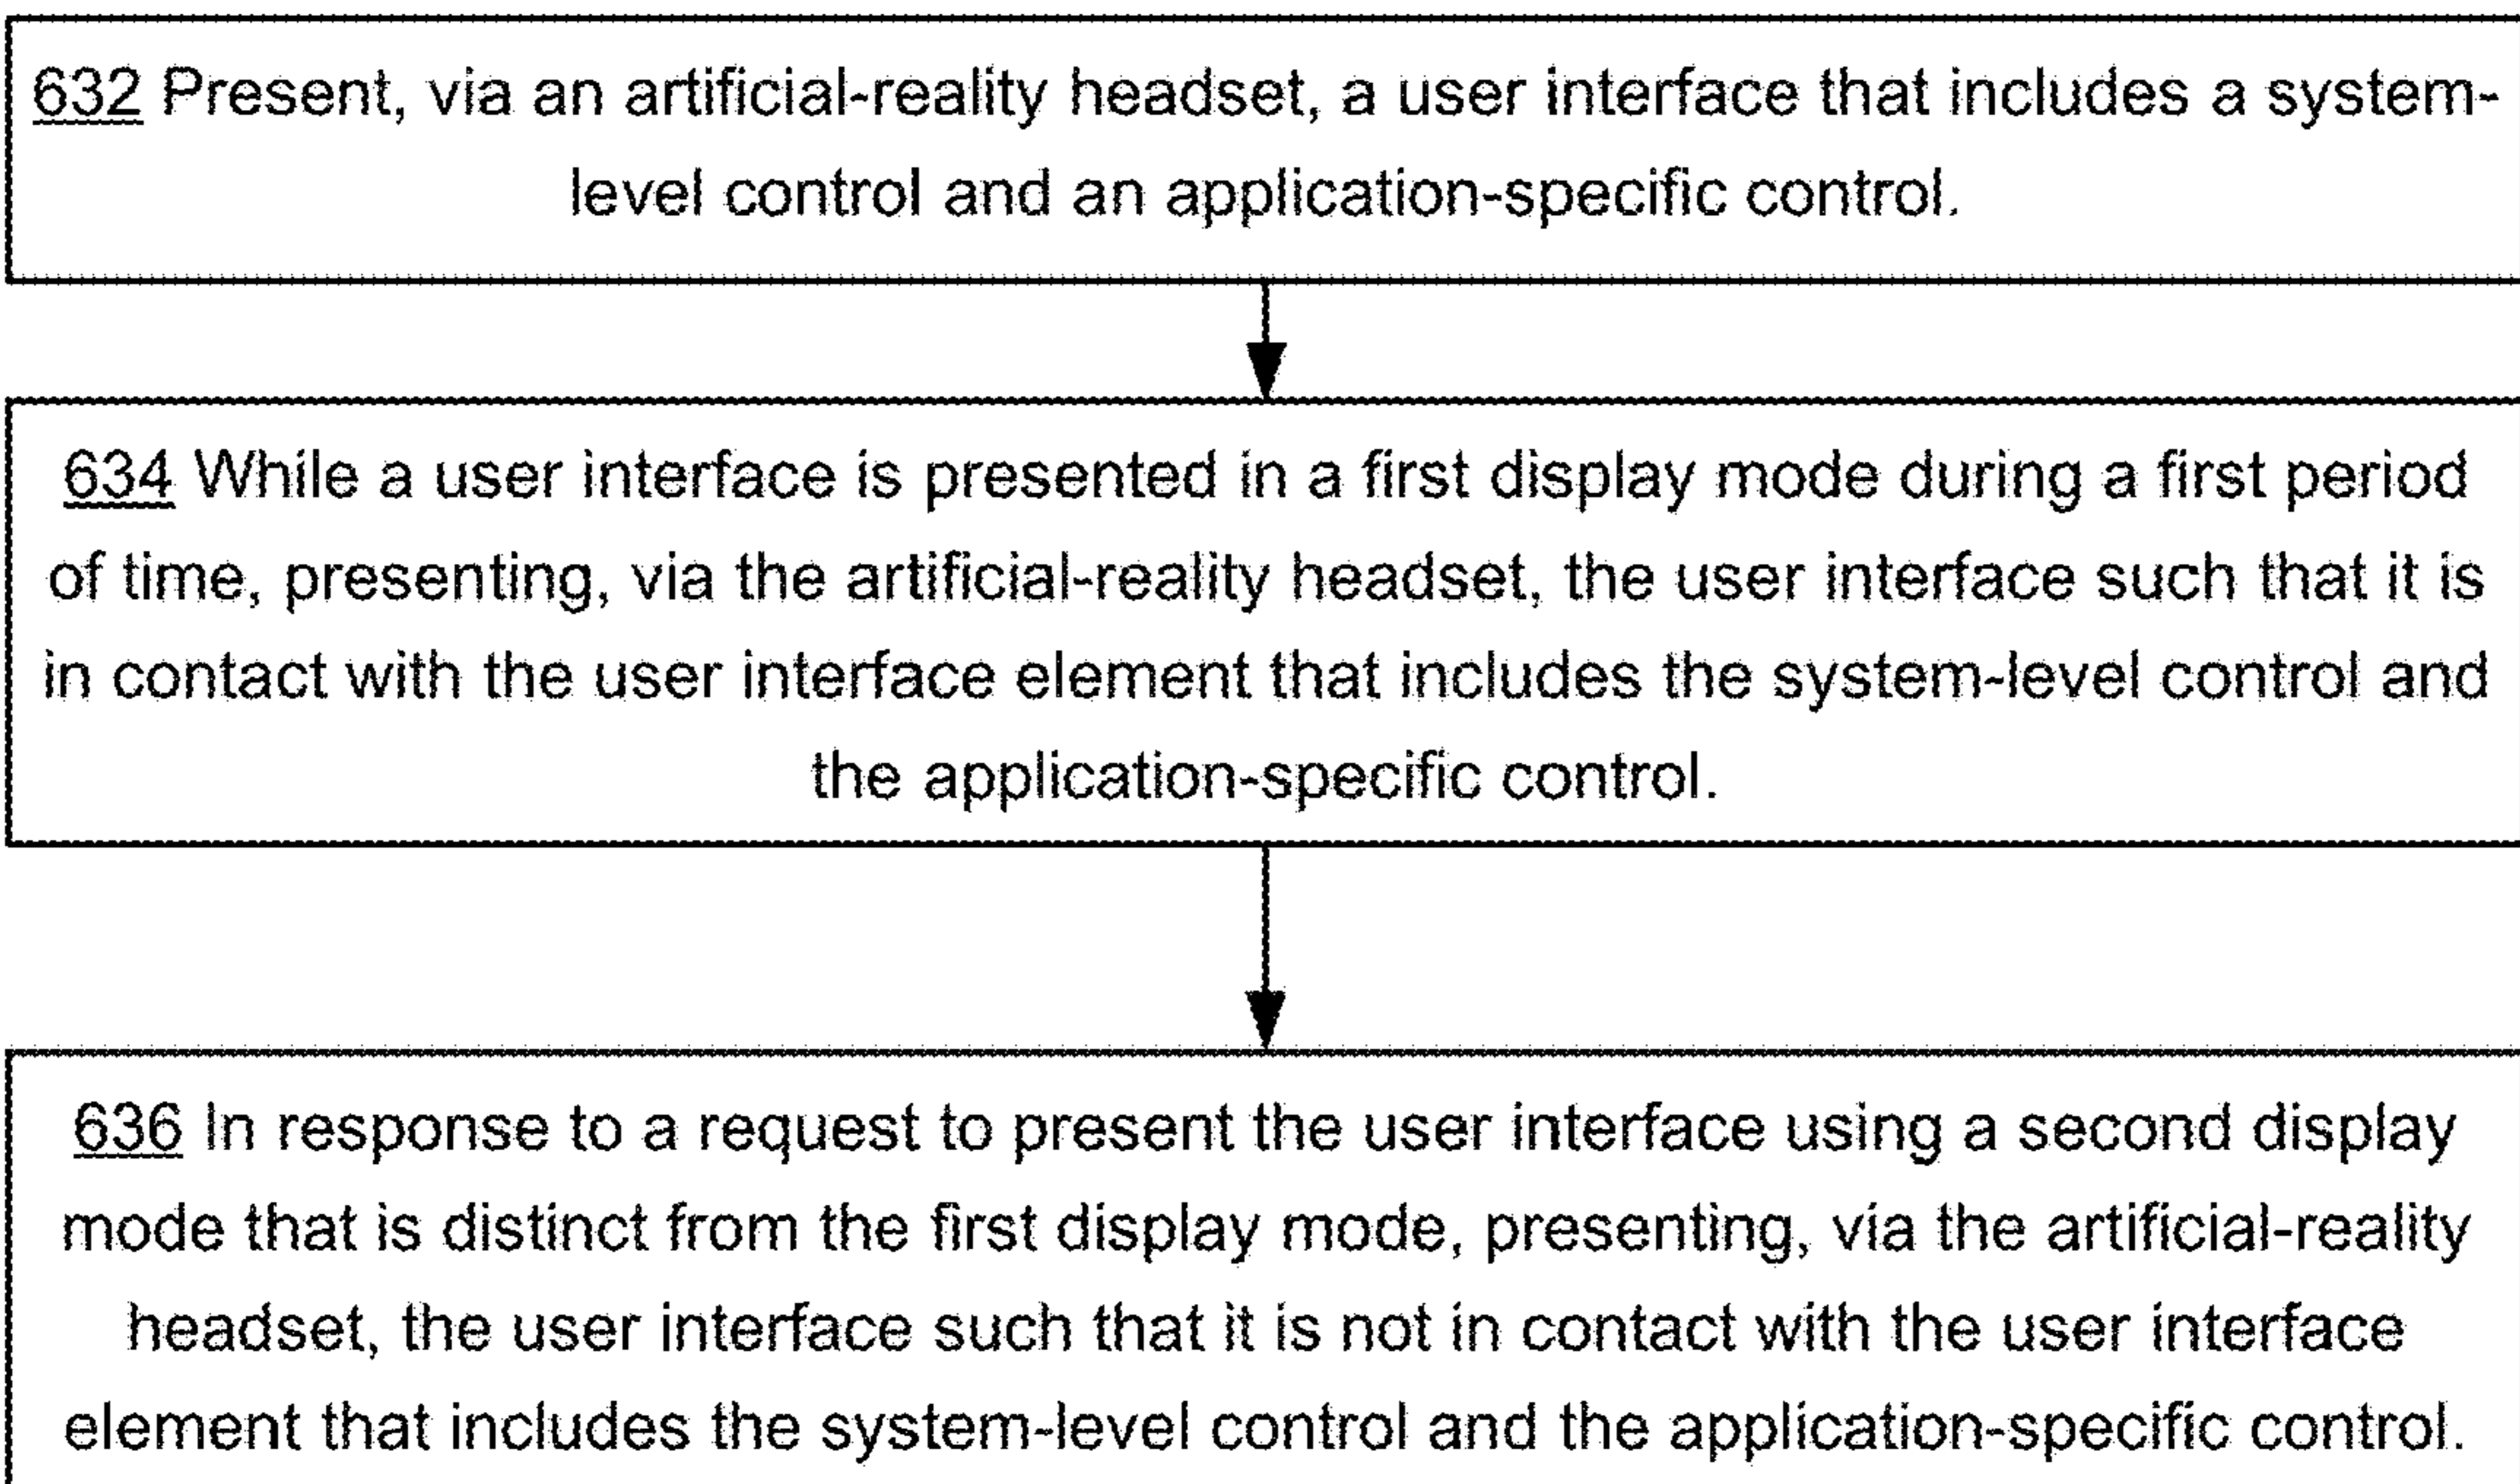 632 Present, via an artificial-reality headset, a user interface that includes a system-
level control and an application-specific control.
634 While a user interface is presented in a first display mode during a first period
of time, presenting, via the artificial-reality headset, the user interface such that it is
in contact with the user interface element that includes the system-level control and
the application-specific control.
636 In response to a request to present the user interface using a second display
mode that is distinct from the first display mode, presenting, via the artificial-reality
headset, the user interface such that it is not in contact with the user interface
element that includes the system-level control and the application-specific control.